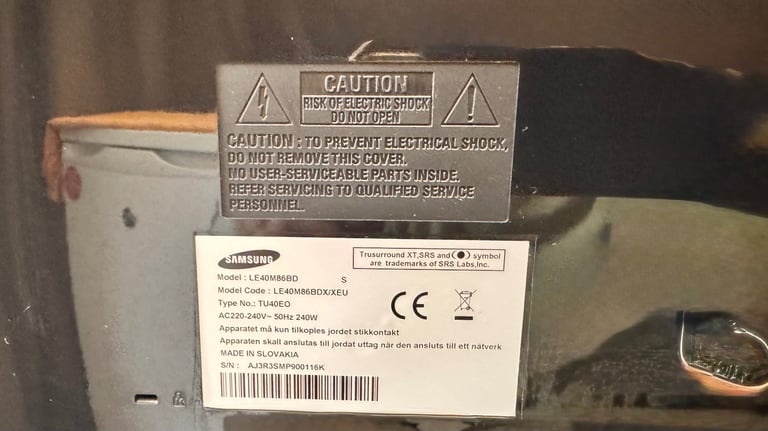 CAUTION
RISK OF ELECTRIC SHOCK
DO NOT OPEN
CAUTION : TO PREVENT ELECTRICAL SHOCK,
DO NOT REMOVE THIS COVER.
NO USER-SERVICEABLE PARTS INSIDE.
REFER SERVICING TO QUALIFIED SERVICE
PERSONNEL.
SAMSUNG
Trusurround XT,SRS and symbol
are trademarks of SRS Labs,Inc.
Model : LE40M86BD S
Model Code : LE40M86BDX/XEU
Type No.: TU40EO
AC220-240V~ 50Hz 240W
CE
Apparatet må kun tilkoples jordet stikkontakt
Apparaten skall anslutas till jordat uttag när den ansluts till ett nätverk
MADE IN SLOVAKIA
S/N : AJ3R3SMP900116K